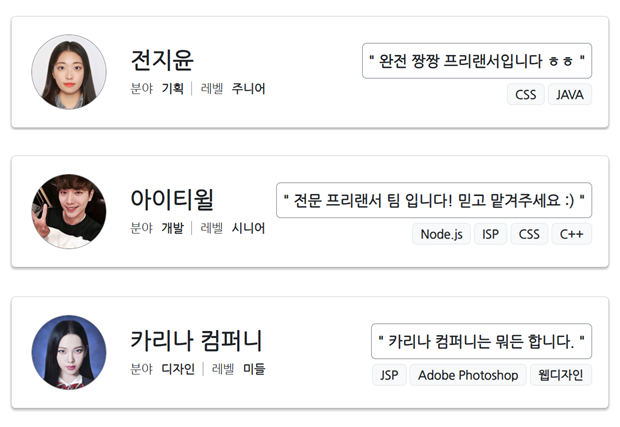 전지윤
" 완전 짱짱 프리랜서입니다 ㅎㅎ "
분야 기획 | 레벨 주니어
CSS JAVA
아이티윌
" 전문 프리랜서 팀 입니다! 믿고 맡겨주세요 :) "
분야 개발 | 레벨 시니어
Node.js ISP CSS C++
카리나 컴퍼니
" 카리나 컴퍼니는 뭐든 합니다. "
분야 디자인 | 레벨 미들
JSP Adobe Photoshop 웹디자인